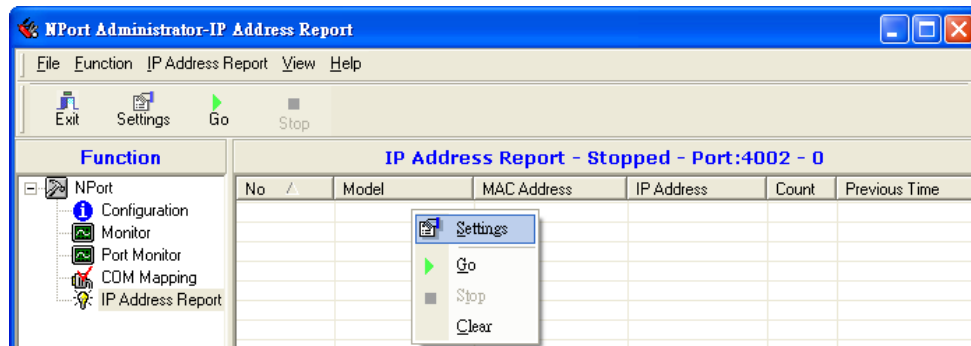 NPort Administrator-IP Address Report
File Function IP Address Report View Help
Exit Settings Go Stop
Function
IP Address Report - Stopped - Port:4002 - 0
NPort
Configuration
Monitor
Port Monitor
COM Mapping
IP Address Report
No Model MAC Address IP Address Count Previous Time
Settings
Go
Stop
Clear